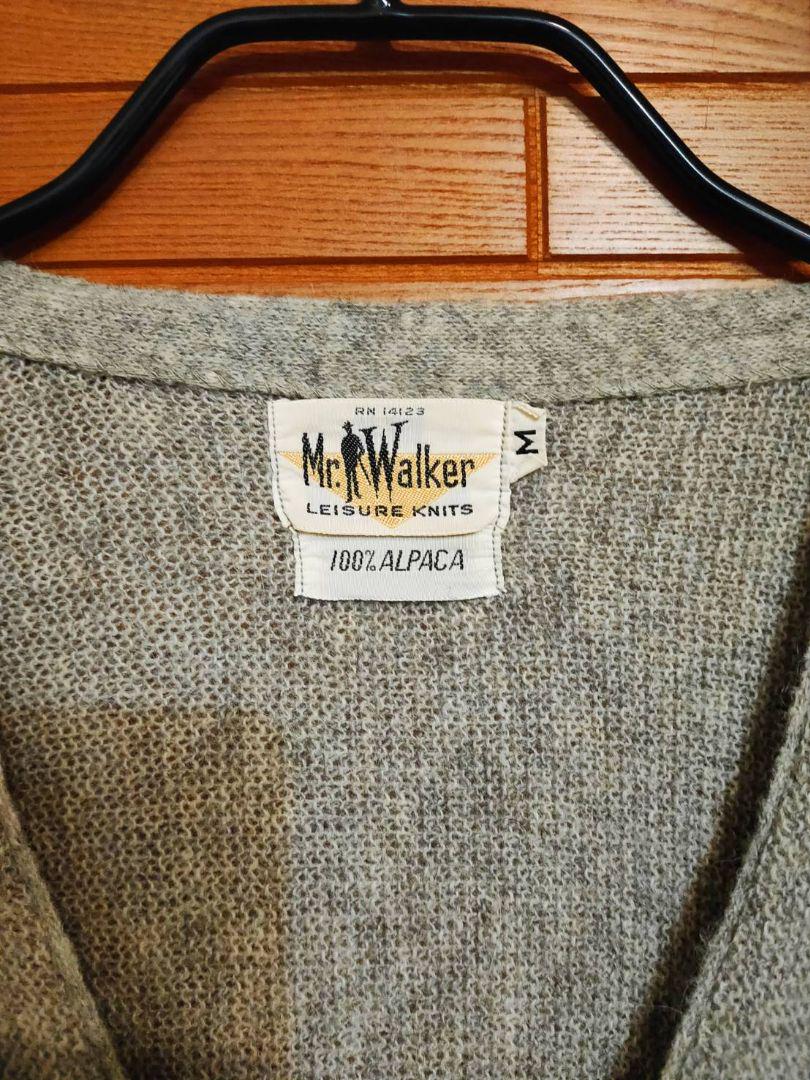 RN 14123
Mr. Walker
LEISURE KNITS
100% ALPACA
M